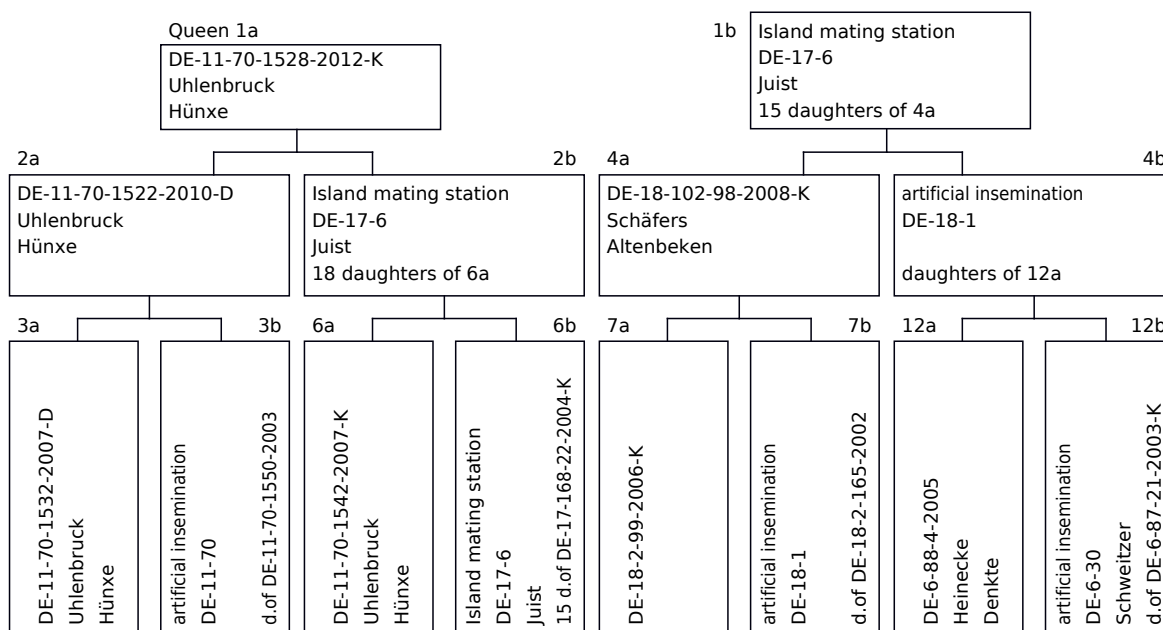 Queen 1a
DE-11-70-1528-2012-K
Uhlenbruck
Hünxe
1b
Island mating station
DE-17-6
Juist
15 daughters of 4a
2a
DE-11-70-1522-2010-D
Uhlenbruck
Hünxe
2b
Island mating station
DE-17-6
Juist
18 daughters of 6a
4a
DE-18-102-98-2008-K
Schäfers
Altenbeken
4b
artificial insemination
DE-18-1
daughters of 12a
3a
DE-11-70-1532-2007-D
Uhlenbruck
Hünxe
3b
artificial insemination
DE-11-70
d.of DE-11-70-1550-2003
6a
DE-11-70-1542-2007-K
Uhlenbruck
Hünxe
6b
Island mating station
DE-17-6
Juist
15 d.of DE-17-168-22-2004-K
7a
DE-18-2-99-2006-K
7b
artificial insemination
DE-18-1
d.of DE-18-2-165-2002
12a
DE-6-88-4-2005
Heinecke
Denkte
12b
artificial insemination
DE-6-30
Schweitzer
d.of DE-6-87-21-2003-K